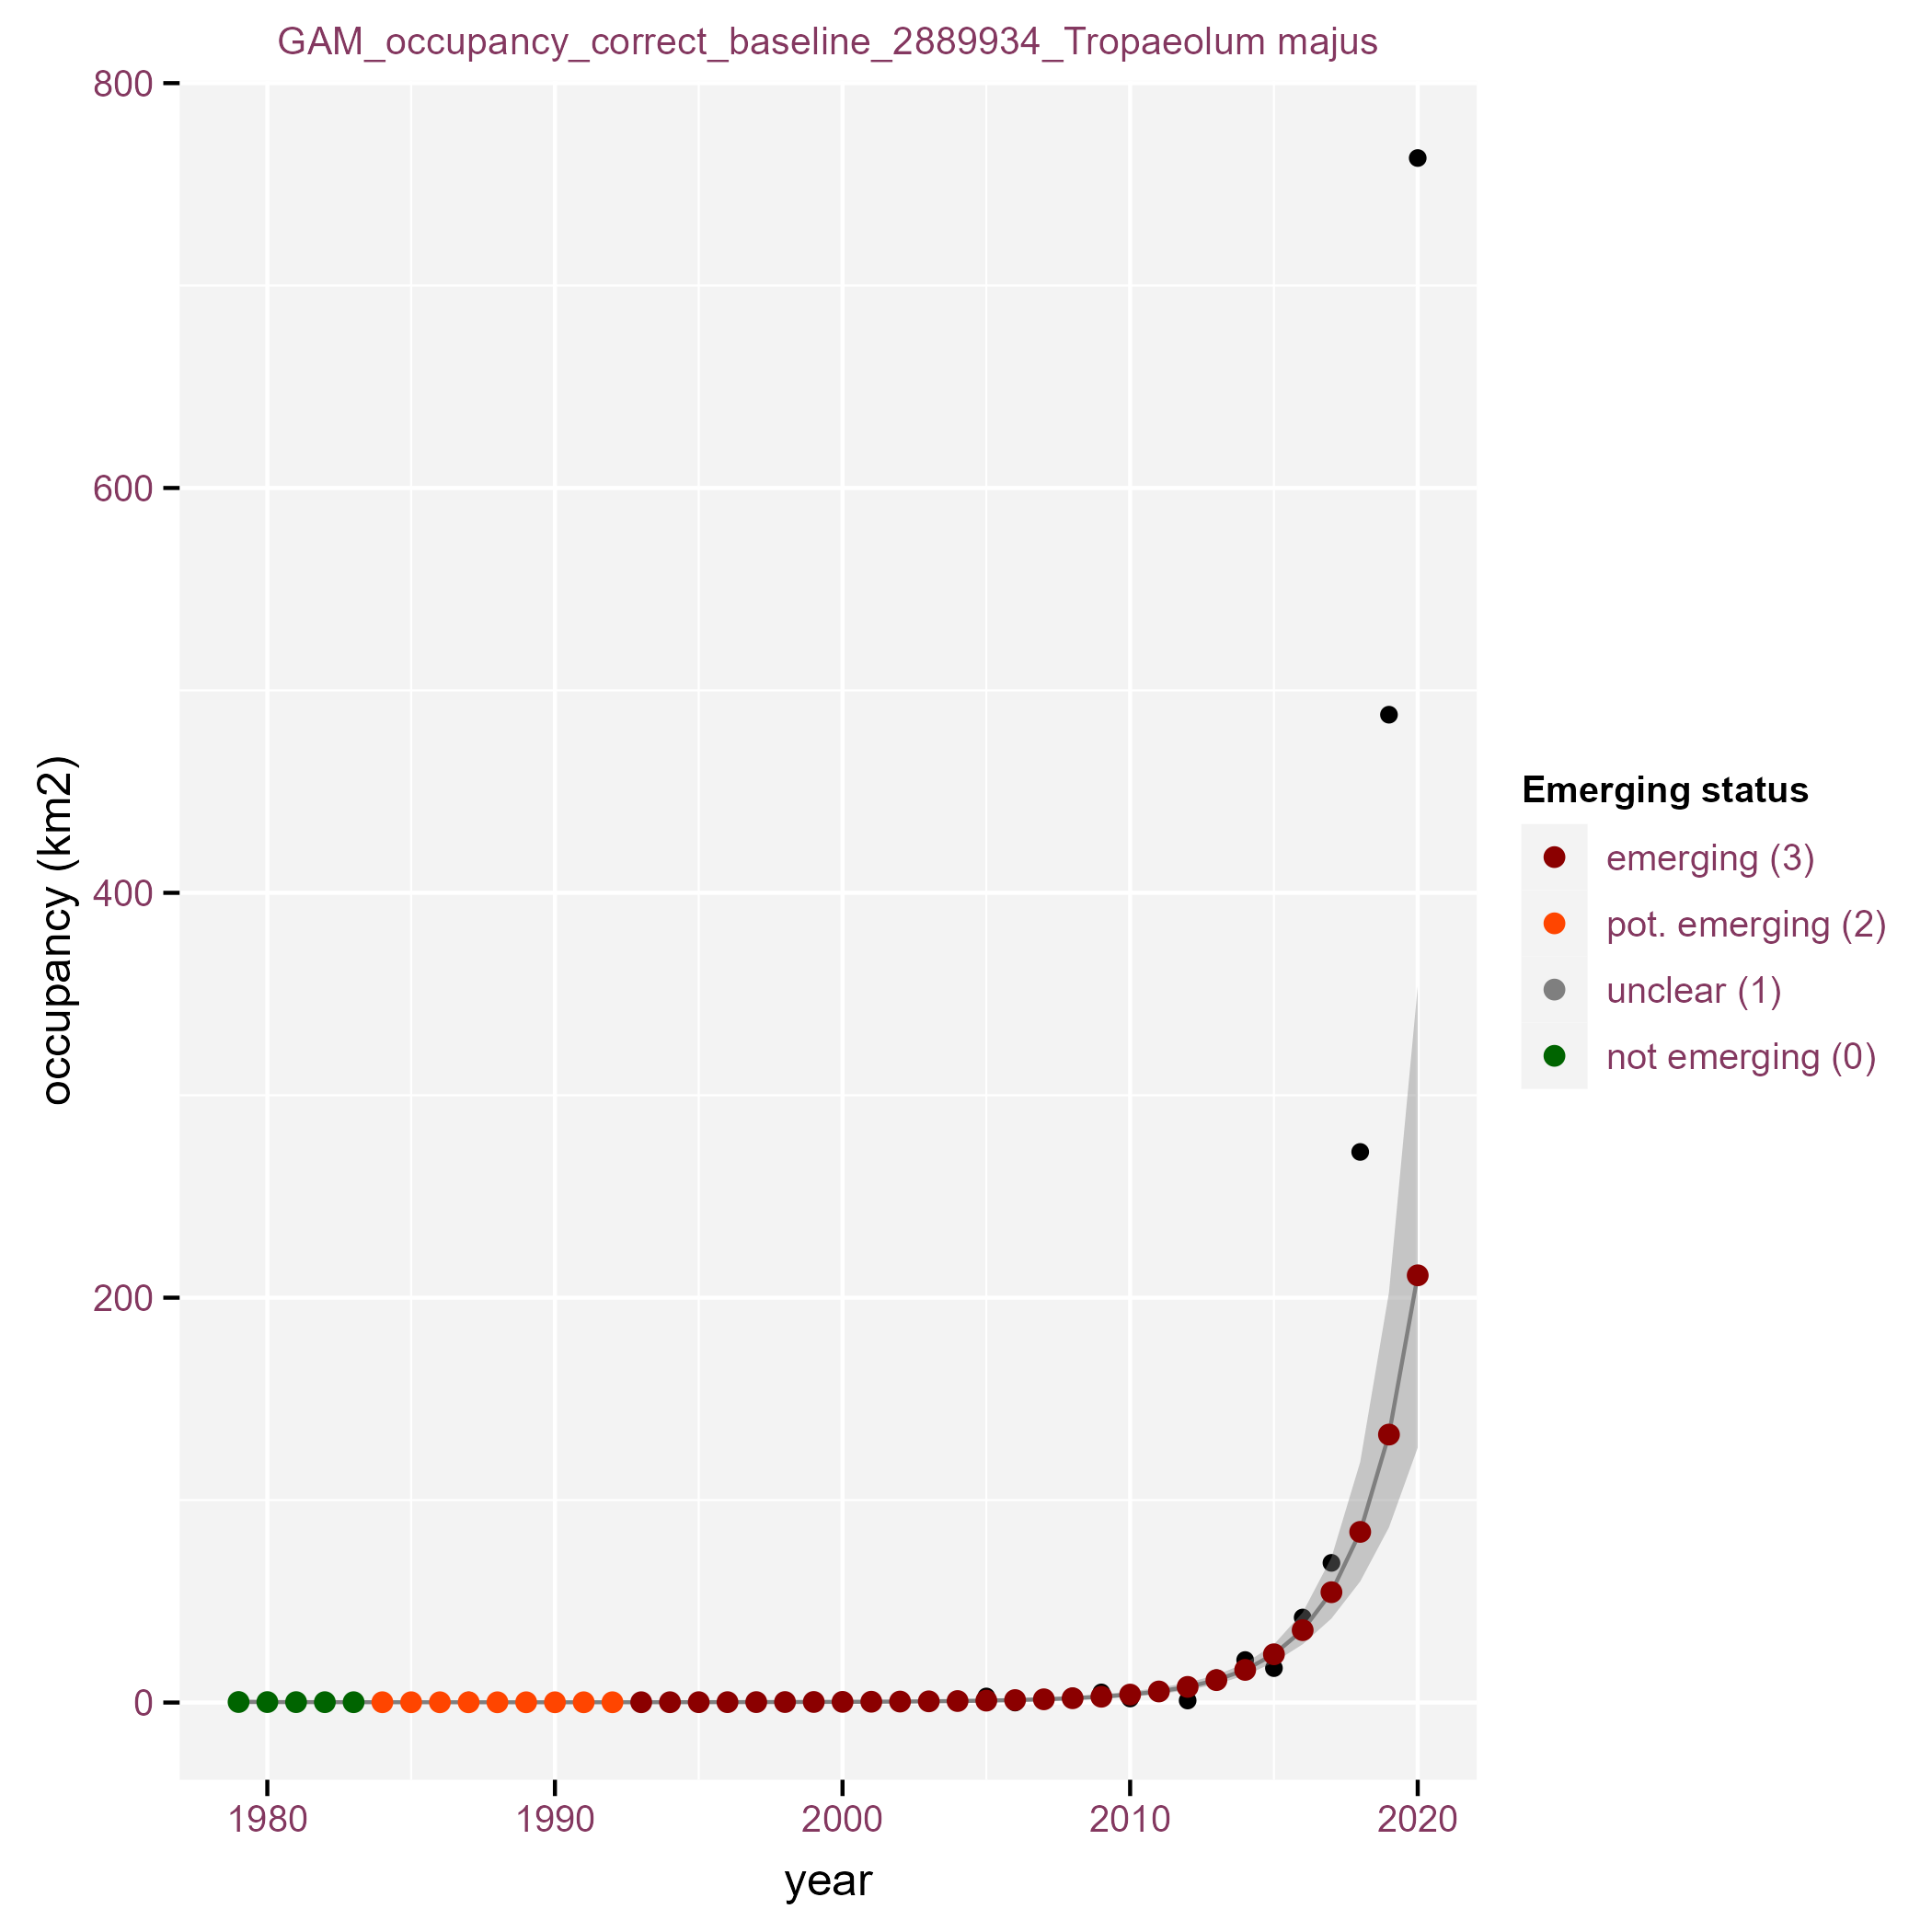 GAM_occupancy_correct_baseline_2889934_Tropaeolum majus
800
600
400
200
0
occupancy (km2)
1980 1990 2000 2010 2020
year
Emerging status
emerging (3)
pot. emerging (2)
unclear (1)
not emerging (0)